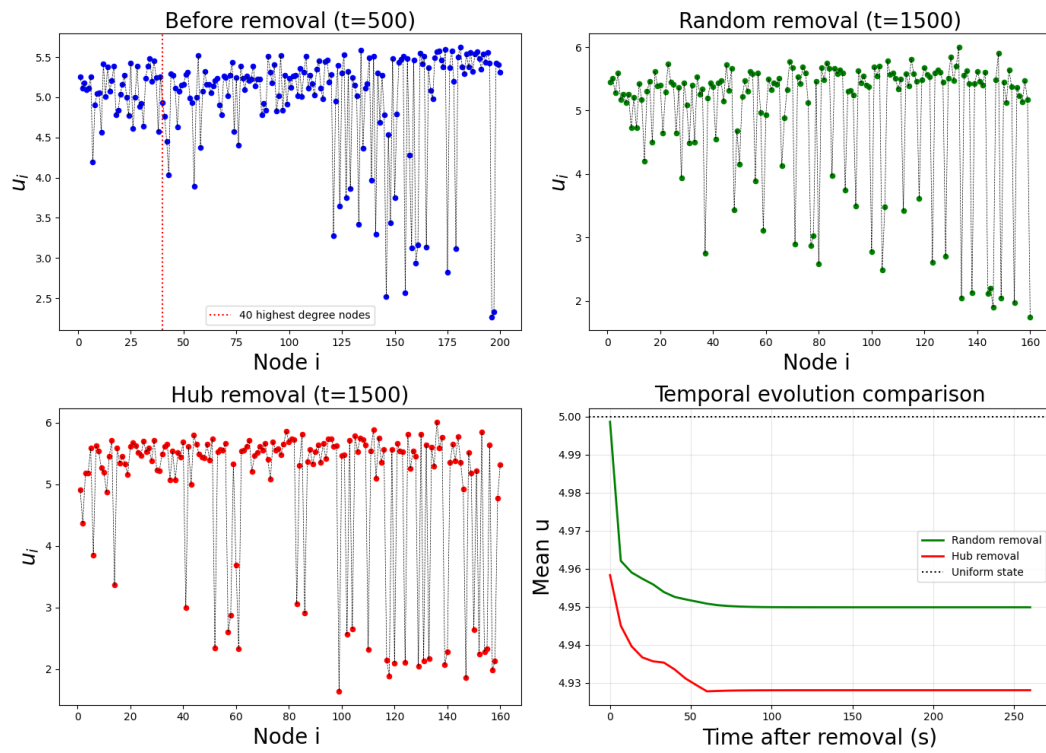 Before removal (t=500)
u_i
5.5
5.0
4.5
4.0
3.5
3.0
2.5
40 highest degree nodes
0 25 50 75 100 125 150 175 200
Node i
Random removal (t=1500)
u_i
6
5
4
3
2
0 20 40 60 80 100 120 140 160
Node i
Hub removal (t=1500)
u_i
6
5
4
3
2
0 20 40 60 80 100 120 140 160
Node i
Temporal evolution comparison
Mean u
5.00
4.99
4.98
4.97
4.96
4.95
4.94
4.93
Random removal
Hub removal
Uniform state
0 50 100 150 200 250
Time after removal (s)